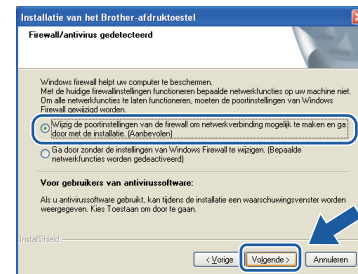 Installatie van het Brother-afdruktoestel
Firewall/antivirus gedetecteerd
Windows firewall helpt uw computer te beschermen.
Met de huidige firewallinstellingen functioneren bepaalde netwerkfuncties op uw machine niet.
Om alle netwerkfuncties te laten functioneren, moeten de poortinstellingen van Windows
Firewall gewijzigd worden.
Wijzig de poortinstellingen van de firewall om netwerkverbinding mogelijk te maken en ga
door met de installatie. (Aanbevolen)
Ga door zonder de instellingen van Windows Firewall te wijzigen. (Bepaalde
netwerkfuncties worden gedeactiveerd)
Voor gebruikers van antivirussoftware:
Als u antivirussoftware gebruikt, kan tijdens de installatie een waarschuwingsvenster worden
weergegeven. Kies Toestaan om door te gaan.
InstallShield
< Vorige
Volgende >
Annuleren